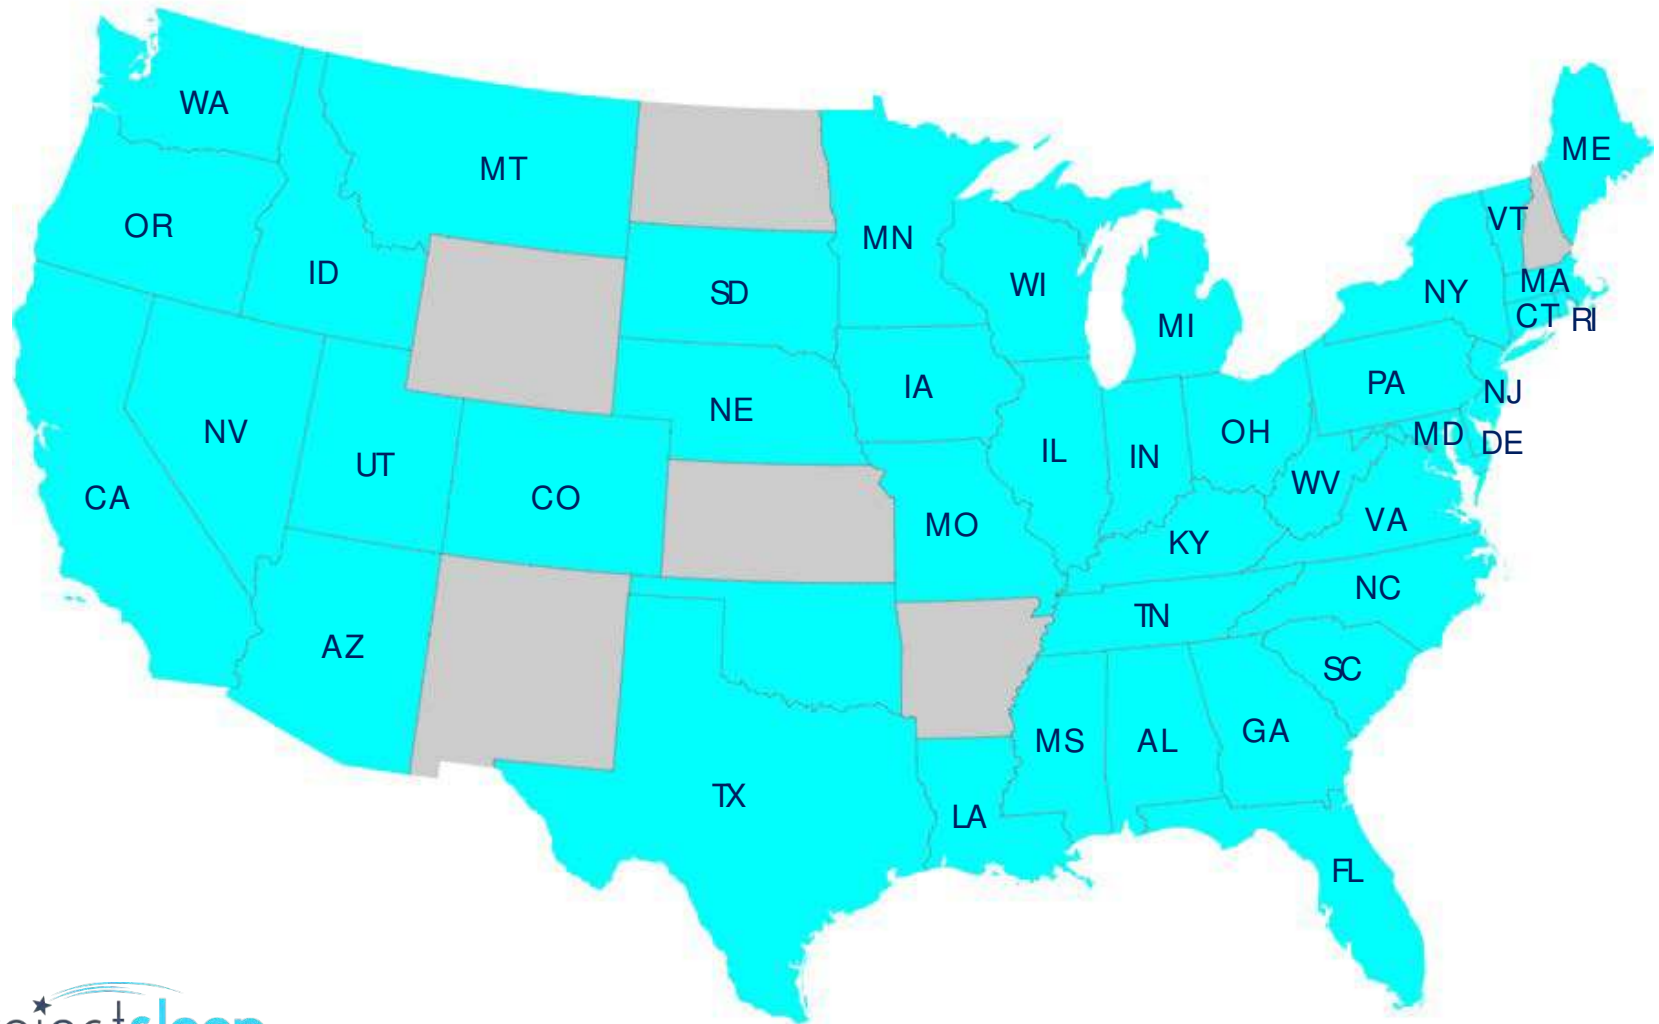 WA
ME
MT
VT
OR
MN
ID
MA
WI
SD
NY
CT RI
MI
IA
PA
NJ
NE
NV
OH
MD DE
IL
IN
UT
WV
CA
CO
VA
MO
KY
NC
TN
AZ
SC
GA
MS
AL
TX
LA
FL